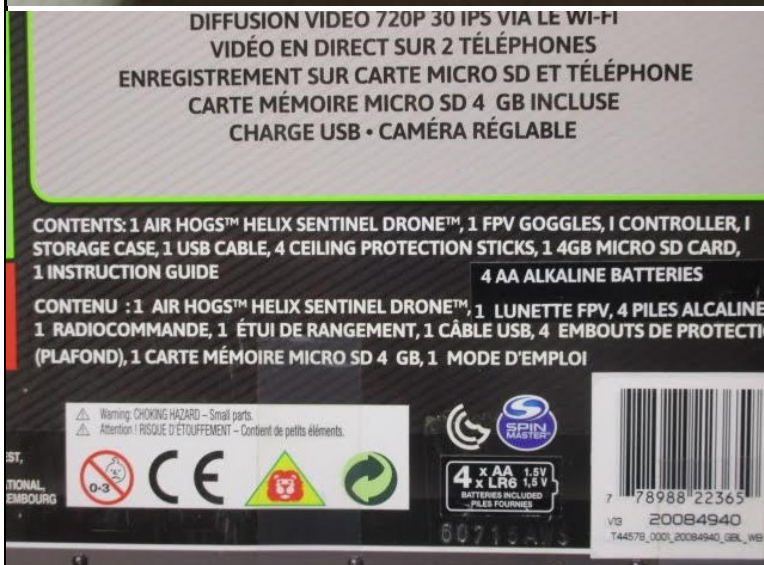 DIFFUSION VIDÉO 720P 30 IPS VIA LE WI-FI
VIDÉO EN DIRECT SUR 2 TÉLÉPHONES
ENREGISTREMENT SUR CARTE MICRO SD ET TÉLÉPHONE
CARTE MÉMOIRE MICRO SD 4 GB INCLUSE
CHARGE USB • CAMÉRA RÉGLABLE
CONTENTS: 1 AIR HOGS™ HELIX SENTINEL DRONE™, 1 FPV GOGGLES, I CONTROLLER, I
STORAGE CASE, 1 USB CABLE, 4 CEILING PROTECTION STICKS, 1 4GB MICRO SD CARD,
1 INSTRUCTION GUIDE
4 AA ALKALINE BATTERIES
CONTENU : 1 AIR HOGS™ HELIX SENTINEL DRONE™, 1 LUNETTE FPV, 4 PILES ALCALINE
1 RADIOCOMMANDE, 1 ÉTUI DE RANGEMENT, 1 CÂBLE USB, 4 EMBOUTS DE PROTECTI
(PLAFOND), 1 CARTE MÉMOIRE MICRO SD 4 GB, 1 MODE D'EMPLOI
Warning: CHOKING HAZARD – Small parts.
Attention ! RISQUE D'ÉTOUFFEMENT – Contient de petits éléments.
0-3
CE
SPIN
MASTER
4 x AA 1.5V
x LR6 1,5 V
BATTERIES INCLUDED
PILES FOURNIES
EST,
TIONAL,
EMBOURG
7 78988 22365
V13 20084940
T44578_0001_20084940_GBL_WB